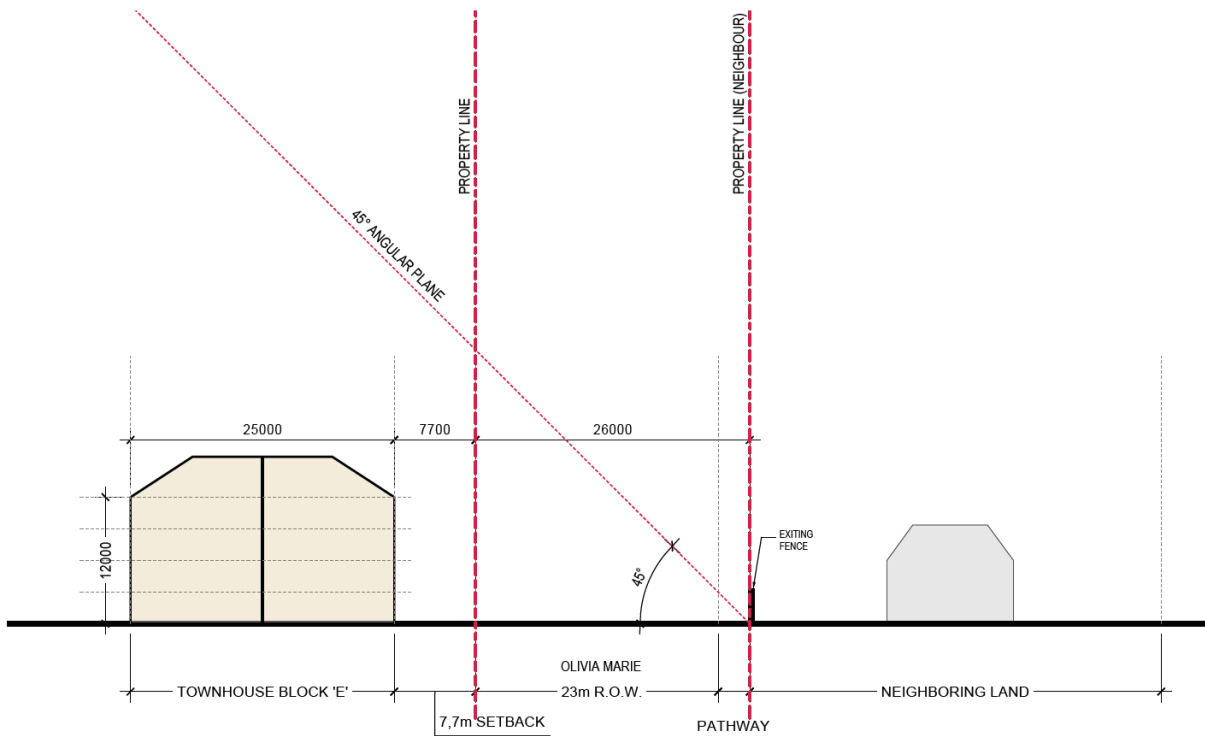 PROPERTY LINE
PROPERTY LINE (NEIGHBOUR)
45° ANGULAR PLANE
25000
7700
26000
12000
45°
EXITING
FENCE
OLIVIA MARIE
TOWNHOUSE BLOCK 'E'
23m R.O.W.
NEIGHBORING LAND
7,7m SETBACK
PATHWAY